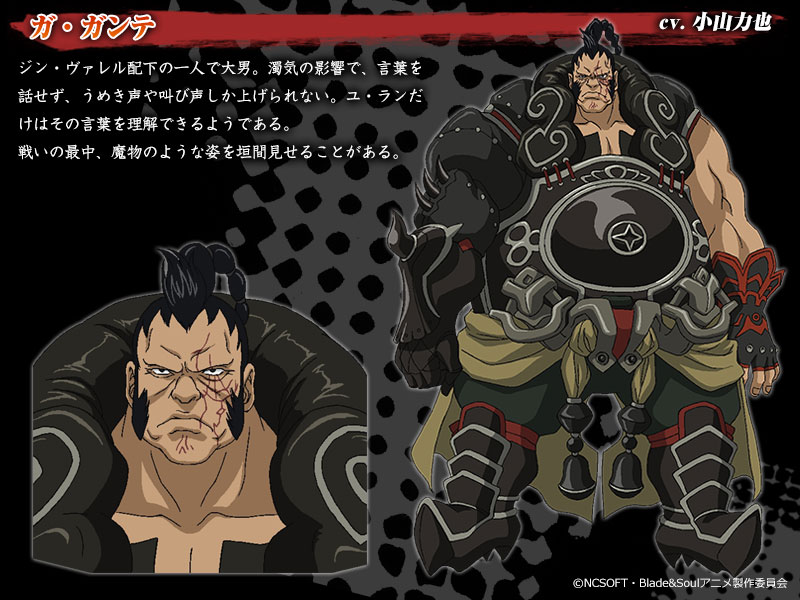 ガ・ガンテ
cv. 小山力也
ジン・ヴァレル配下の一人で大男。濁気の影響で、言葉を
話せず、うめき声や叫び声しか上げられない。ユ・ランだ
けはその言葉を理解できるようである。
戦いの最中、魔物のような姿を垣間見せることがある。
©NCSOFT・Blade&Soulアニメ製作委員会